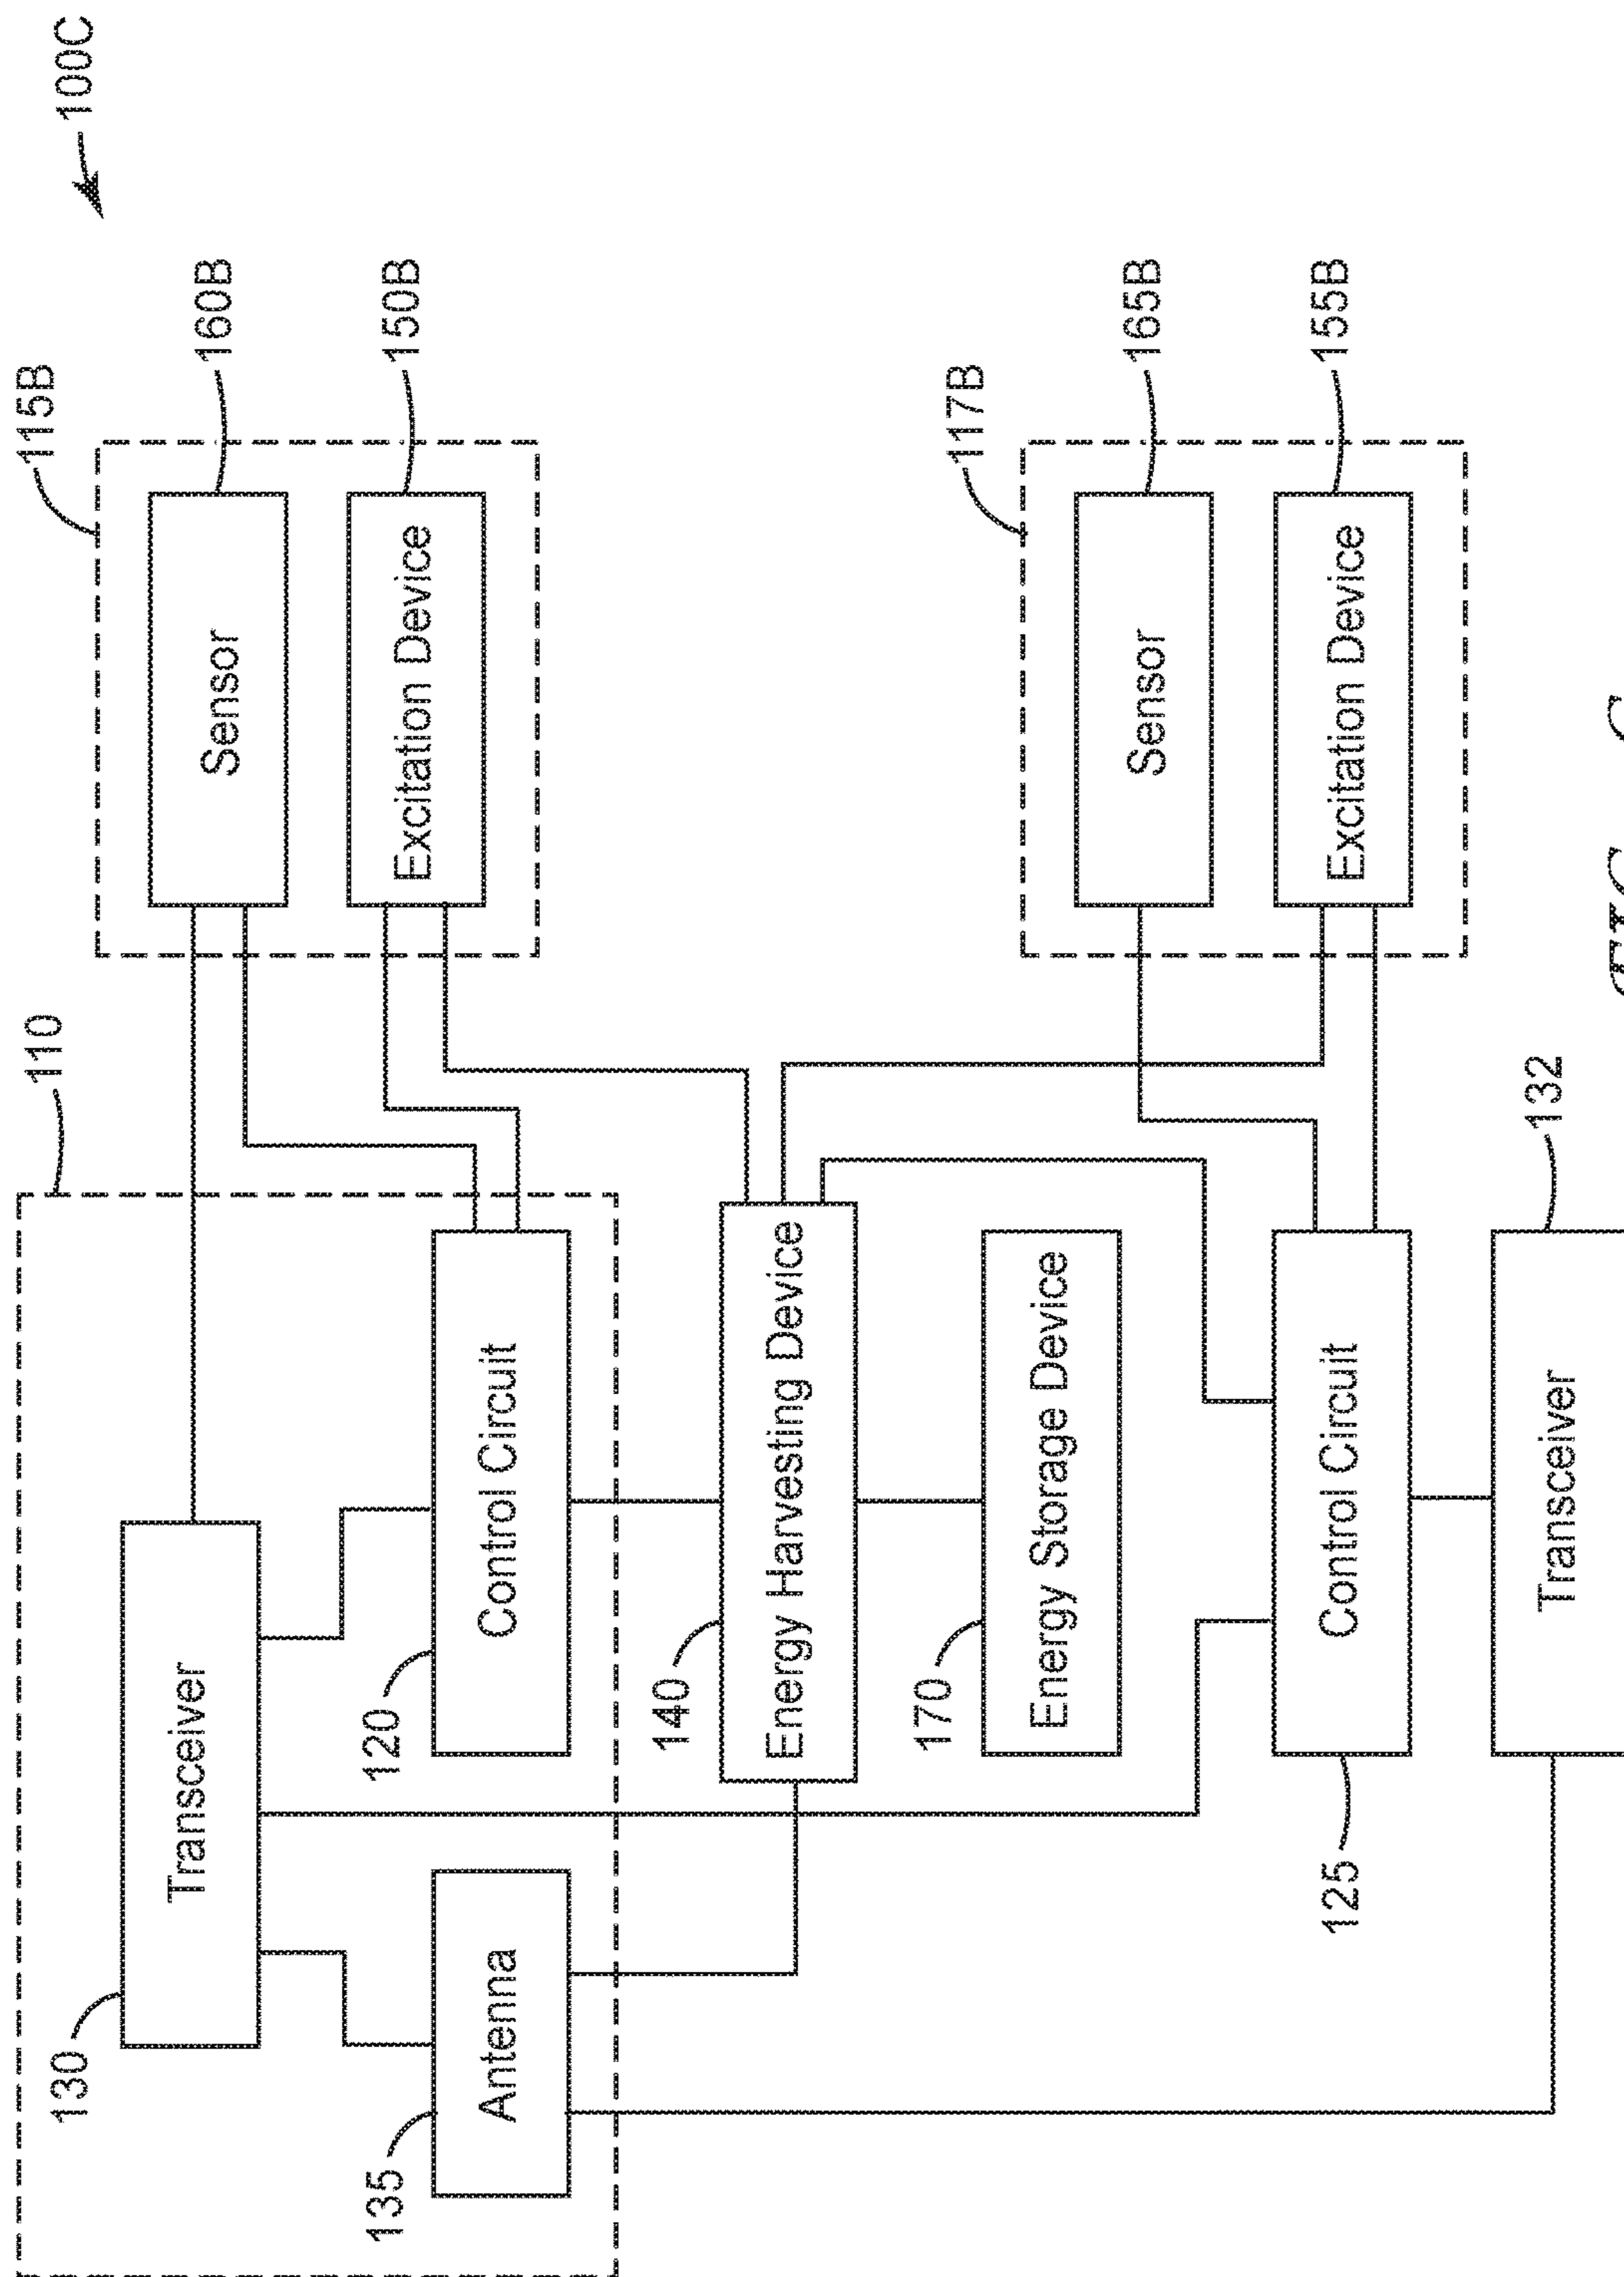 100C
115B
160B
Sensor
150B
Excitation Device
110
130
Transceiver
120
Control Circuit
135
Antenna
140
Energy Harvesting Device
170
Energy Storage Device
117B
165B
Sensor
155B
Excitation Device
125
Control Circuit
132
Transceiver